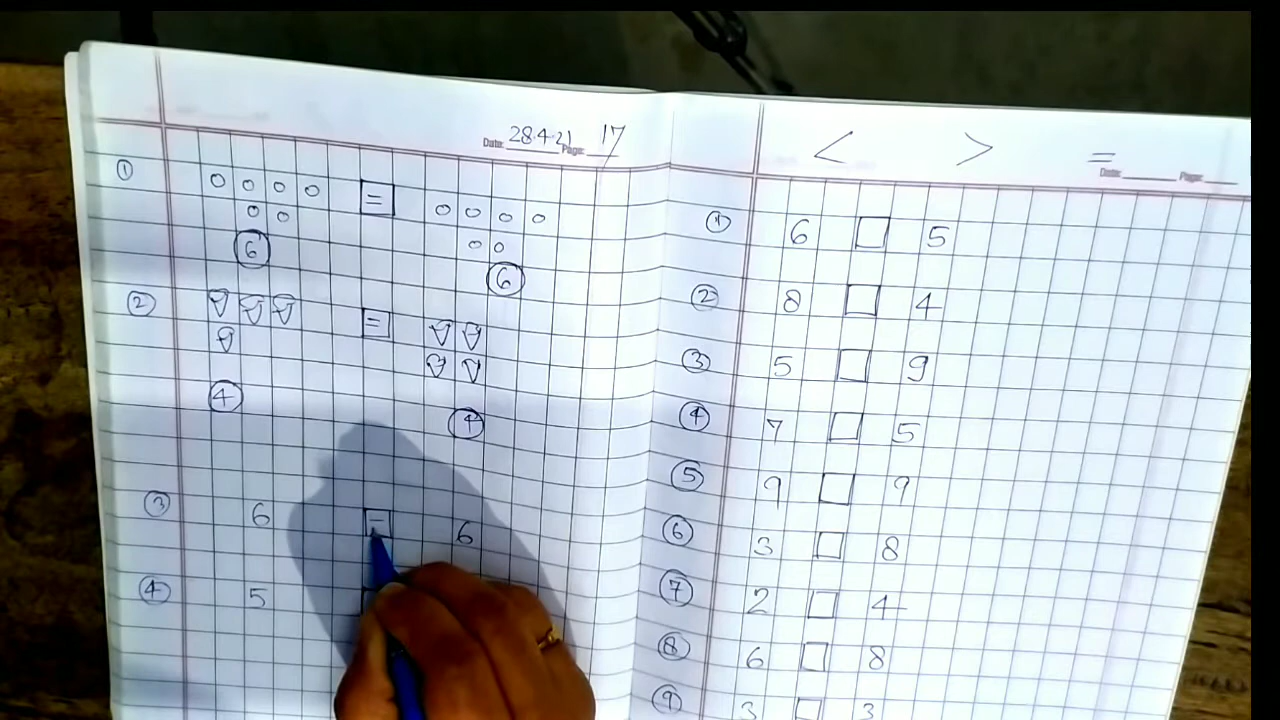 Date: 28.4.21 Page: 17
① =
6 6
② =
4 4
③ 6 = 6
④ 5
< > =
Date: Page:
① 6 □ 5
② 8 □ 4
③ 5 □ 9
④ 7 □ 5
⑤ 9 □ 9
⑥ 3 □ 8
⑦ 2 □ 4
⑧ 6 □ 8
⑨ 3 □ 3